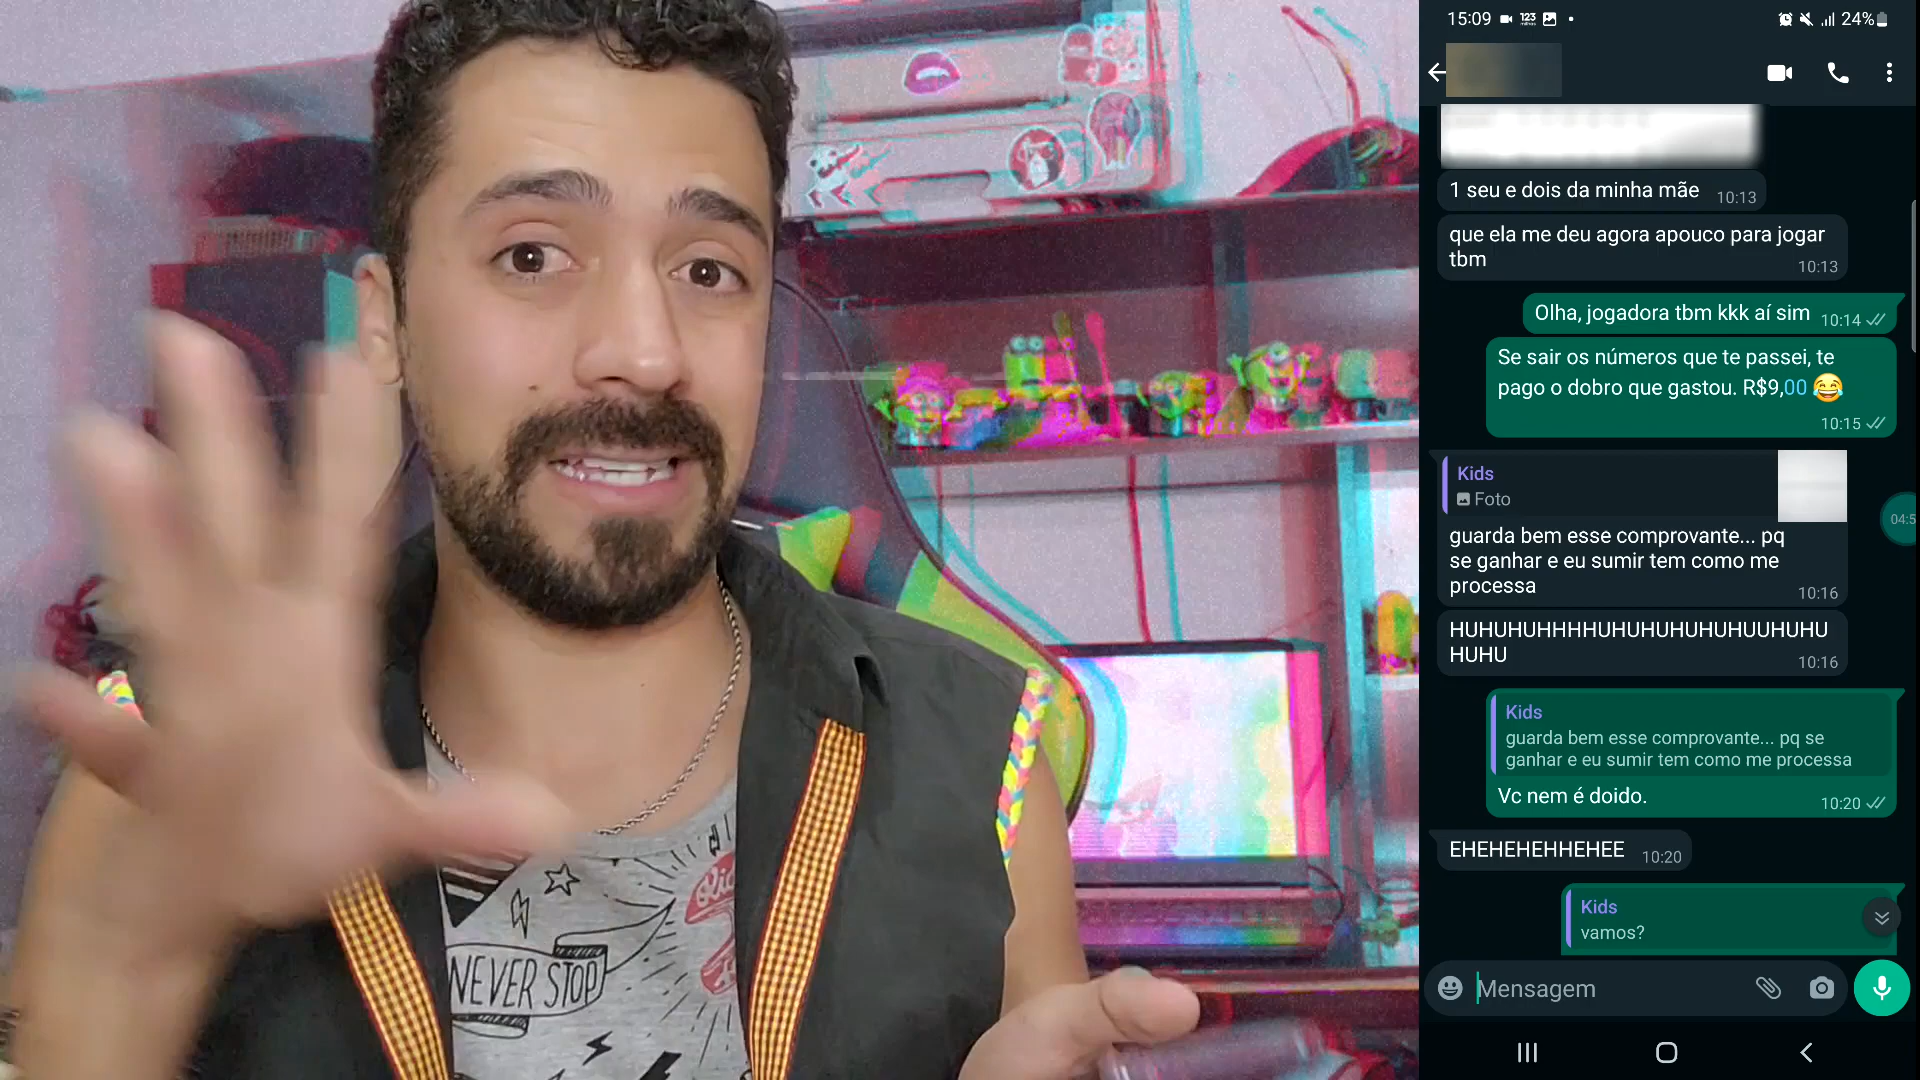 NEVER STOP
15:09
123
24%
1 seu e dois da minha mãe 10:13
que ela me deu agora apouco para jogar
tbm 10:13
Olha, jogadora tbm kkk aí sim 10:14
Se sair os números que te passei, te
pago o dobro que gastou. R$9,00 😂
10:15
Kids
Foto
guarda bem esse comprovante... pq
se ganhar e eu sumir tem como me
processa 10:16
HUHUHUHHHHUHUHUHUHUHUUHUHU
HUHU 10:16
04:5
Kids
guarda bem esse comprovante... pq se
ganhar e eu sumir tem como me processa
Vc nem é doido. 10:20
EHEHEHEHHEHEE 10:20
Kids
vamos?
Mensagem